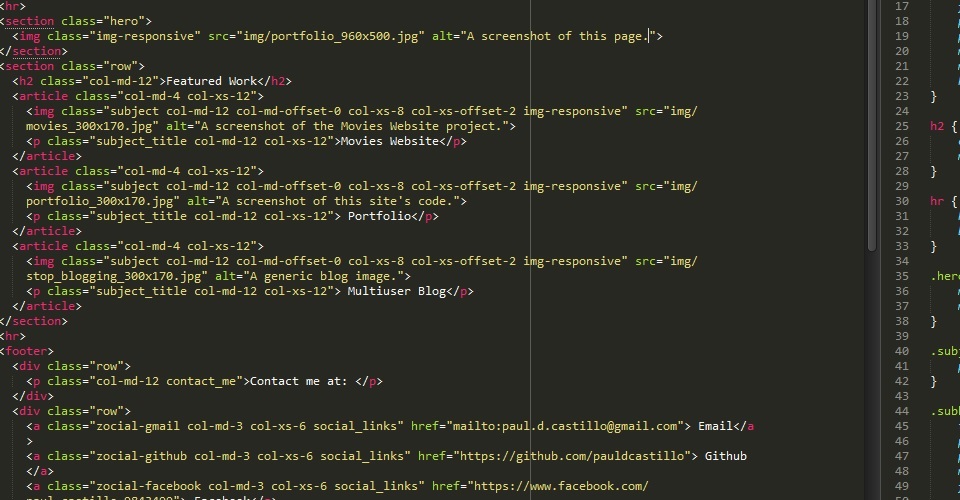 <hr>
<section class="hero">
<img class="img-responsive" src="img/portfolio_960x500.jpg" alt="A screenshot of this page.">
</section>
<section class="row">
<h2 class="col-md-12">Featured Work</h2>
<article class="col-md-4 col-xs-12">
<img class="subject col-md-12 col-md-offset-0 col-xs-8 col-xs-offset-2 img-responsive" src="img/
movies_300x170.jpg" alt="A screenshot of the Movies Website project.">
<p class="subject_title col-md-12 col-xs-12">Movies Website</p>
</article>
<article class="col-md-4 col-xs-12">
<img class="subject col-md-12 col-md-offset-0 col-xs-8 col-xs-offset-2 img-responsive" src="img/
portfolio_300x170.jpg" alt="A screenshot of this site's code.">
<p class="subject_title col-md-12 col-xs-12"> Portfolio</p>
</article>
<article class="col-md-4 col-xs-12">
<img class="subject col-md-12 col-md-offset-0 col-xs-8 col-xs-offset-2 img-responsive" src="img/
stop_blogging_300x170.jpg" alt="A generic blog image.">
<p class="subject_title col-md-12 col-xs-12"> Multiuser Blog</p>
</article>
</section>
<hr>
<footer>
<div class="row">
<p class="col-md-12 contact_me">Contact me at: </p>
</div>
<div class="row">
<a class="zocial-gmail col-md-3 col-xs-6 social_links" href="mailto:paul.d.castillo@gmail.com"> Email</a
>
<a class="zocial-github col-md-3 col-xs-6 social_links" href="https://github.com/pauldcastillo"> Github
</a>
<a class="zocial-facebook col-md-3 col-xs-6 social_links" href="https://www.facebook.com/
17
18
19
20
21
22
23 }
24
25 h2 {
26
27
28 }
29
30 hr {
31
32
33 }
34
35 .hero
36
37
38 }
39
40
41
42 }
43
44
45
46
47
48
49